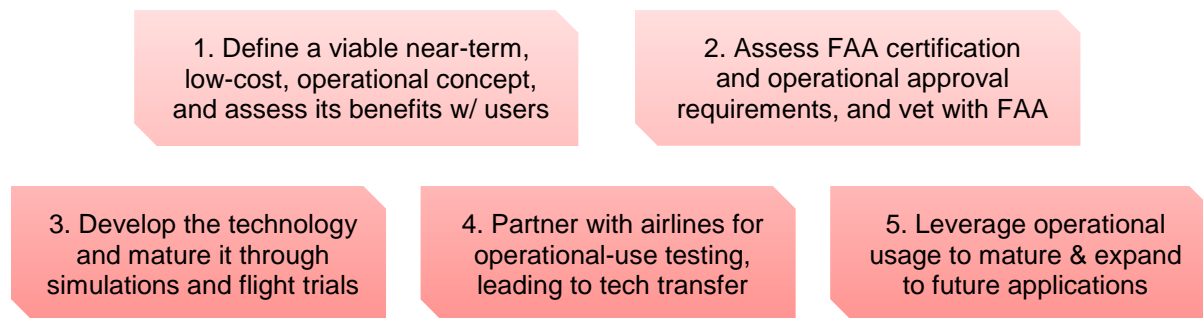 1. Define a viable near-term,
low-cost, operational concept,
and assess its benefits w/ users
2. Assess FAA certification
and operational approval
requirements, and vet with FAA
3. Develop the technology
and mature it through
simulations and flight trials
4. Partner with airlines for
operational-use testing,
leading to tech transfer
5. Leverage operational
usage to mature & expand
to future applications